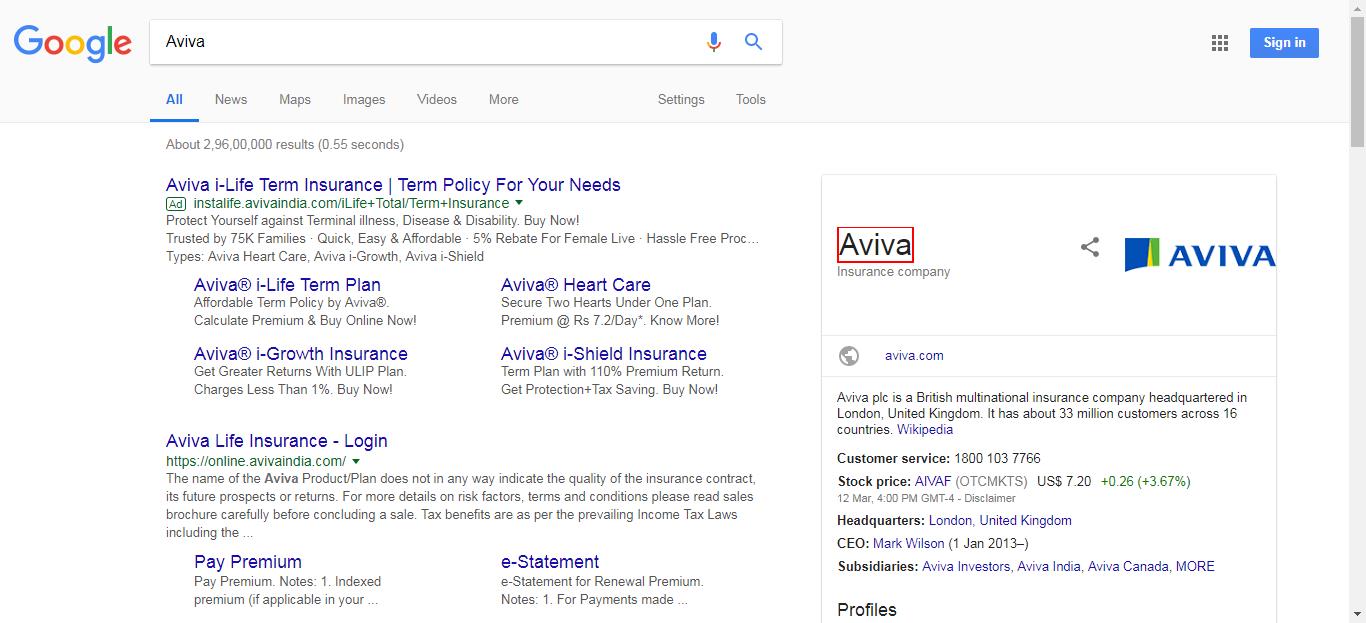 Google
Aviva
Sign in
All News Maps Images Videos More Settings Tools
About 2,96,00,000 results (0.55 seconds)
Aviva i-Life Term Insurance | Term Policy For Your Needs
Ad instalife.avivaindia.com/iLife+Total/Term+Insurance
Protect Yourself against Terminal illness, Disease & Disability. Buy Now!
Trusted by 75K Families · Quick, Easy & Affordable · 5% Rebate For Female Live · Hassle Free Proc...
Types: Aviva Heart Care, Aviva i-Growth, Aviva i-Shield
Aviva® i-Life Term Plan
Affordable Term Policy by Aviva®.
Calculate Premium & Buy Online Now!
Aviva® Heart Care
Secure Two Hearts Under One Plan.
Premium @ Rs 7.2/Day*. Know More!
Aviva® i-Growth Insurance
Get Greater Returns With ULIP Plan.
Charges Less Than 1%. Buy Now!
Aviva® i-Shield Insurance
Term Plan with 110% Premium Return.
Get Protection+Tax Saving. Buy Now!
Aviva Life Insurance - Login
https://online.avivaindia.com/
The name of the Aviva Product/Plan does not in any way indicate the quality of the insurance contract,
its future prospects or returns. For more details on risk factors, terms and conditions please read sales
brochure carefully before concluding a sale. Tax benefits are as per the prevailing Income Tax Laws
including the ...
Pay Premium
Pay Premium. Notes: 1. Indexed
premium (if applicable in your ...
e-Statement
e-Statement for Renewal Premium.
Notes: 1. For Payments made ...
Aviva
Insurance company
AVIVA
aviva.com
Aviva plc is a British multinational insurance company headquartered in
London, United Kingdom. It has about 33 million customers across 16
countries. Wikipedia
Customer service: 1800 103 7766
Stock price: AIVAF (OTCMKTS) US$ 7.20 +0.26 (+3.67%)
12 Mar, 4:00 PM GMT-4 - Disclaimer
Headquarters: London, United Kingdom
CEO: Mark Wilson (1 Jan 2013–)
Subsidiaries: Aviva Investors, Aviva India, Aviva Canada, MORE
Profiles